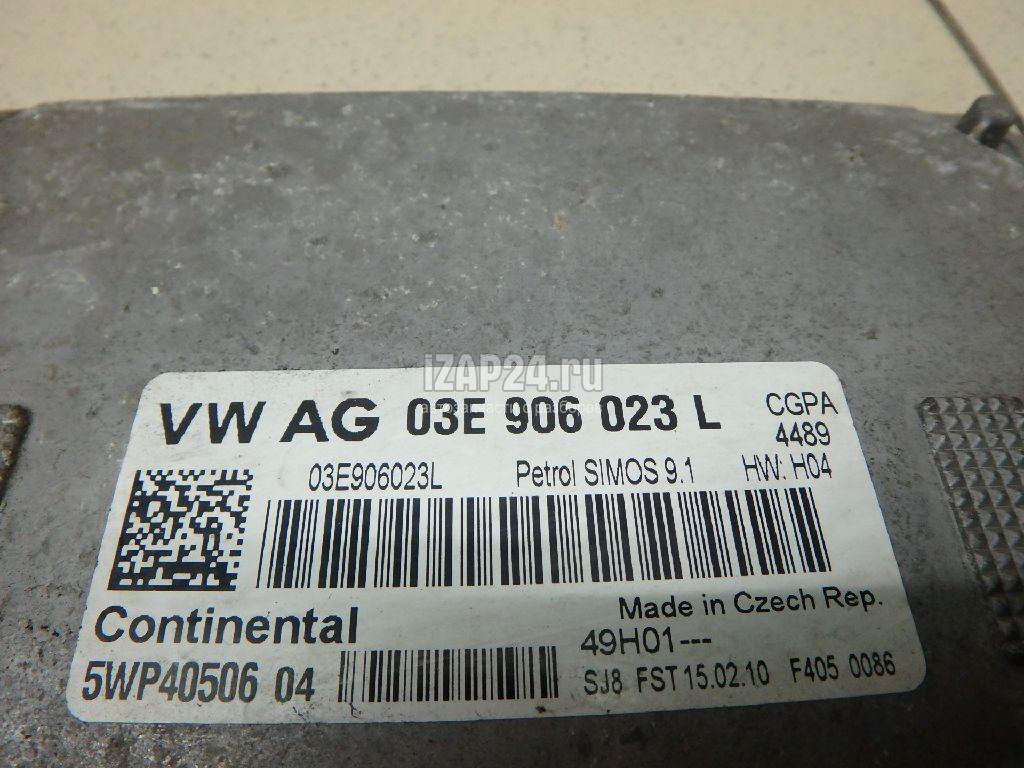 iZAP24.ru
VW AG 03E 906 023 L
CGPA
4489
03E906023L Petrol SIMOS 9.1 HW: H04
Made in Czech Rep.
Continental
49H01---
5WP40506 04
SJ8 FST 15.02.10 F405 0086